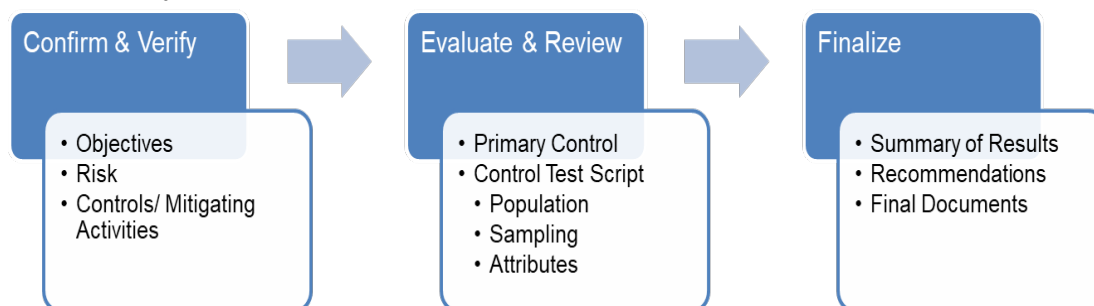 Confirm & Verify
• Objectives
• Risk
• Controls/ Mitigating
Activities
Evaluate & Review
• Primary Control
• Control Test Script
• Population
• Sampling
• Attributes
Finalize
• Summary of Results
• Recommendations
• Final Documents